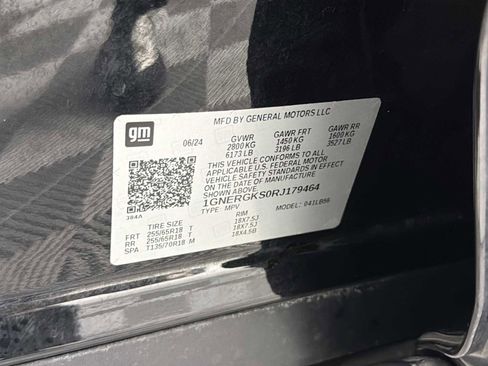 MFD BY GENERAL MOTORS LLC
gm 06/24 GVWR GAWR FRT GAWR RR
2800 KG 1450 KG 1600 KG
6173 LB 3196 LB 3527 LB
THIS VEHICLE CONFORMS TO ALL
APPLICABLE U.S. FEDERAL MOTOR
VEHICLE SAFETY STANDARDS IN EFFECT
ON THE DATE OF MANUFACTURE
SHOWN ABOVE.
1GNERGKS0RJ179464
TYPE: MPV MODEL:
TIRE SIZE RIM
FRT 255/65R18 T 18X7.5J
RR 255/65R18 T 18X7.5J
SPA T135/70R18 M 18X4.5B